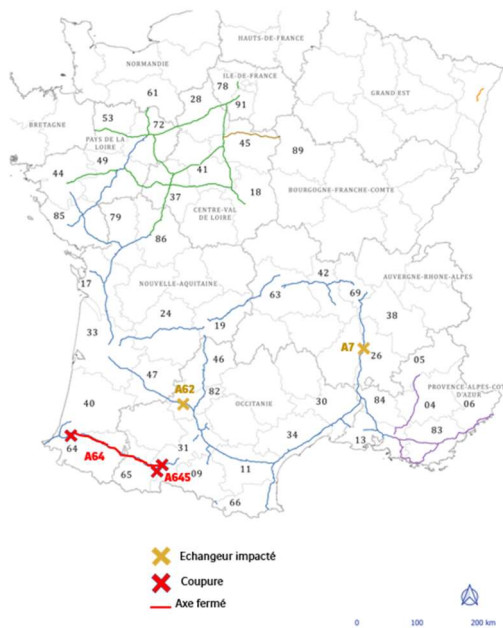 HAUTS-DE-FRANCE
NORMANDIE
ILE-DE-FRANCE
61
28
78
GRAND EST
91
53
BRETAGNE
72
PAYS DE LA
LOIRE
45
89
49
41
44
18
BOURGOGNE-FRANCHE-COMTE
37
85
79
CENTRE-VAL
DE LOIRE
86
42
AUVERGNE-RHONE-ALPES
17
NOUVELLE-AQUITAINE
63
69
24
38
33
19
A7
26
46
05
47
A62
82
PROVENCE-ALPES-COT
D'AZUR
40
OCCITANIE
30
84
04
06
83
34
13
64
A64
31
65
A645
09
11
66
Echangeur impacté
Coupure
Axe fermé
0 100 200 km